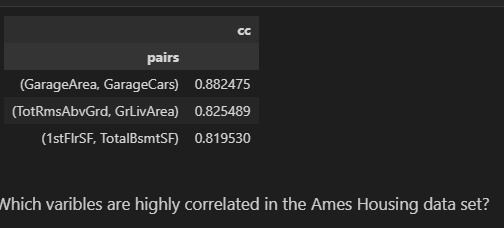 cc
pairs
(GarageArea, GarageCars) 0.882475
(TotRmsAbvGrd, GrLivArea) 0.825489
(1stFlrSF, TotalBsmtSF) 0.819530
Which varibles are highly correlated in the Ames Housing data set?